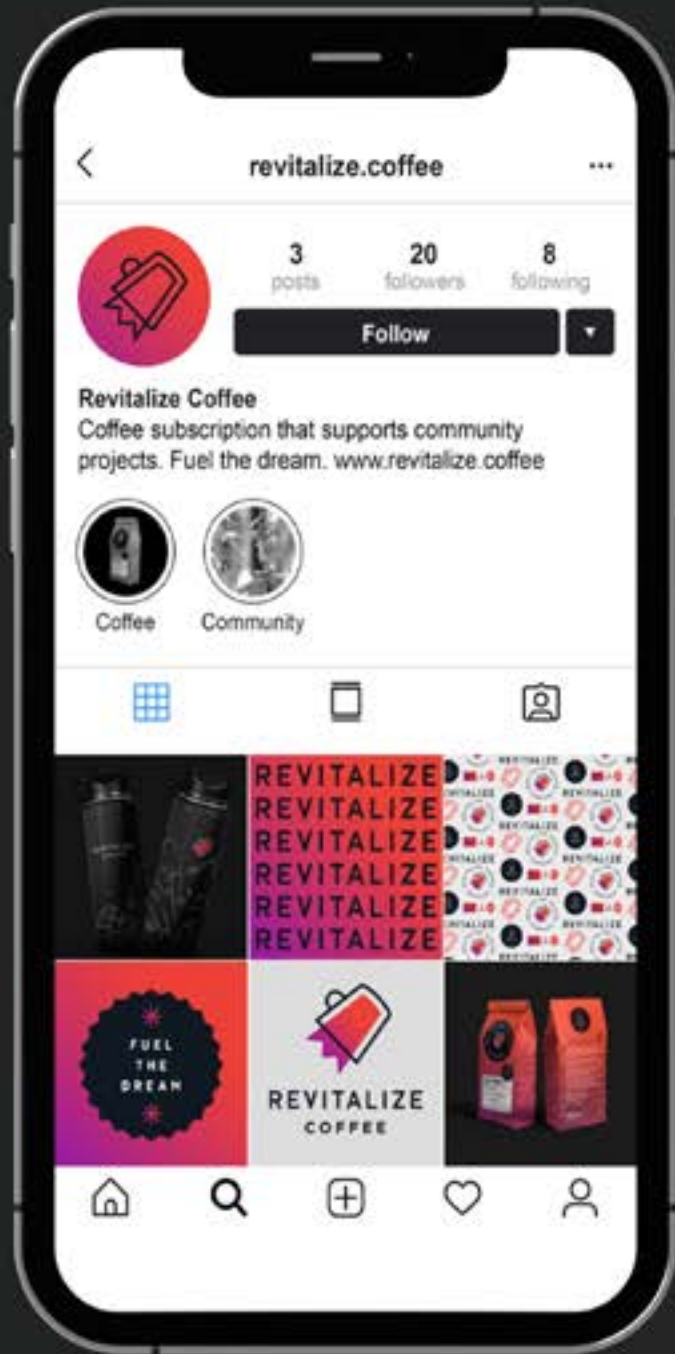 revitalize.coffee
3
20
8
posts
followers
following
Follow
Revitalize Coffee
Coffee subscription that supports community
projects. Fuel the dream. www.revitalize.coffee
Coffee
Community
REVITALIZE
REVITALIZE
REVITALIZE
REVITALIZE
REVITALIZE
REVITALIZE
FUEL
THE
DREAM
REVITALIZE
COFFEE